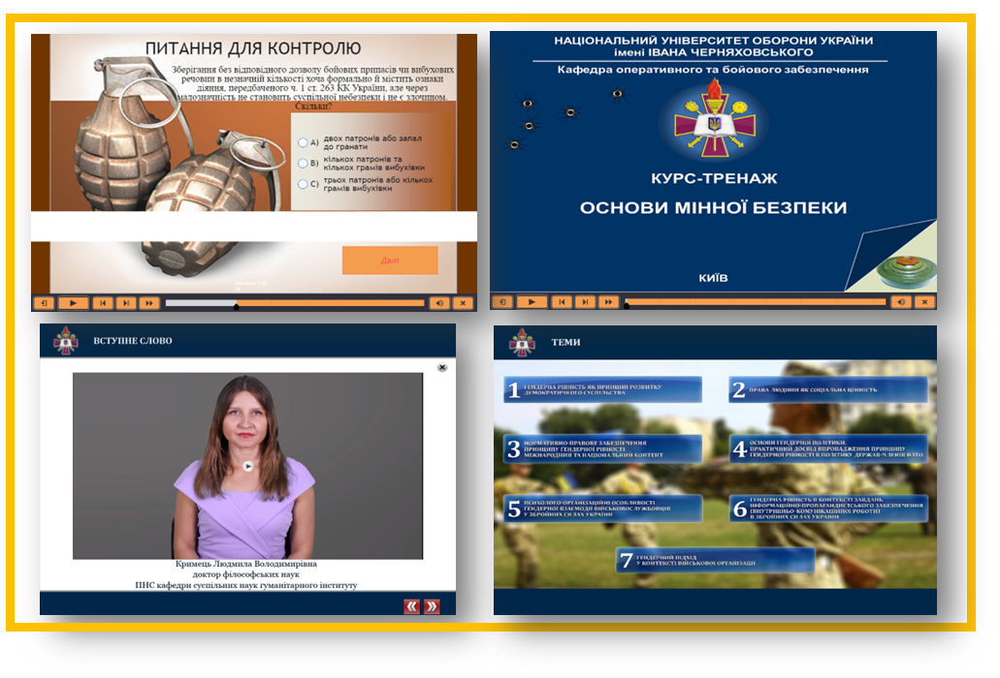 ПИТАННЯ ДЛЯ КОНТРОЛЮ
Зберігання без відповідного дозволу бойових припасів чи вибухових
речовин в незначній кількості хоча формально й містить ознаки
діяння, передбаченого ч. 1 ст. 263 КК України, але через
малозначність не становить суспільної небезпеки і не є злочином.
Скільки?
A) двох патронів або запал
до гранати
B) кількох патронів та
кількох грамів вибухівки
C) трьох патронів або кількох
грамів вибухівки
Далі
НАЦІОНАЛЬНИЙ УНІВЕРСИТЕТ ОБОРОНИ УКРАЇНИ
імені ІВАНА ЧЕРНЯХОВСЬКОГО
Кафедра оперативного та бойового забезпечення
КУРС-ТРЕНАЖ
ОСНОВИ МІННОЇ БЕЗПЕКИ
КИЇВ
ВСТУПНЕ СЛОВО
Кримець Людмила Володимирівна
доктор філософських наук
ПНС кафедри суспільних наук гуманітарного інституту
ТЕМИ
1 ГЕНДЕРНА РІВНІСТЬ ЯК ПРИНЦИП РОЗВИТКУ
ДЕМОКРАТИЧНОГО СУСПІЛЬСТВА
2 ПРАВА ЛЮДИНИ ЯК СОЦІАЛЬНА ЦІННІСТЬ
3 НОРМАТИВНО-ПРАВОВЕ ЗАБЕЗПЕЧЕННЯ
ПРИНЦИПУ ГЕНДЕРНОЇ РІВНОСТІ.
МІЖНАРОДНИЙ ТА НАЦІОНАЛЬНИЙ КОНТЕНТ
4 ОСНОВИ ГЕНДЕРНОЇ ПОЛІТИКИ.
ПРАКТИЧНИЙ ДОСВІД ВПРОВАДЖЕННЯ ПРИНЦИПУ
ГЕНДЕРНОЇ РІВНОСТІ В ПОЛІТИКУ ДЕРЖАВ-ЧЛЕНІВ НАТО
5 ПСИХОЛОГО-ОРГАНІЗАЦІЙНІ ОСОБЛИВОСТІ
ГЕНДЕРНОЇ ВЗАЄМОДІЇ ВІЙСЬКОВОСЛУЖБОВЦІВ
У ЗБРОЙНИХ СИЛАХ УКРАЇНИ
6 ГЕНДЕРНА РІВНІСТЬ В КОНТЕКСТІ ЗАВДАНЬ
ІНФОРМАЦІЙНО-ПРОПАГАНДИСТСЬКОГО ЗАБЕЗПЕЧЕННЯ
(ВНУТРІШНЬО КОМУНІКАЦІЙНОЇ РОБОТИ)
В ЗБРОЙНИХ СИЛАХ УКРАЇНИ
7 ГЕНДЕРНИЙ ПІДХІД
У КОНТЕКСТІ ВІЙСЬКОВОЇ ОРГАНІЗАЦІЇ